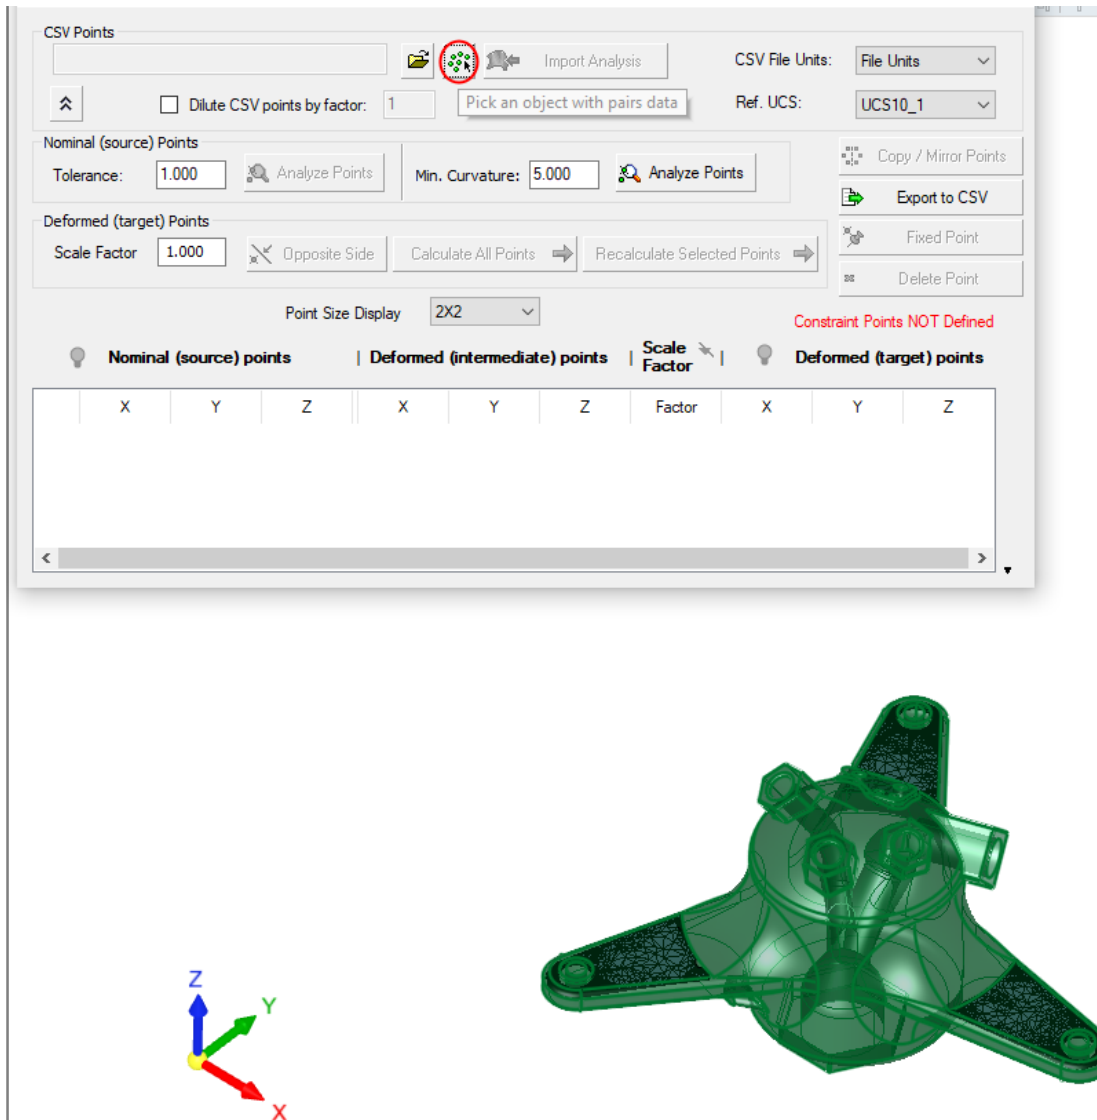 CSV Points
Import Analysis
CSV File Units: File Units
Dilute CSV points by factor: 1
Pick an object with pairs data
Ref. UCS: UCS10_1
Nominal (source) Points
Tolerance: 1.000 Analyze Points Min. Curvature: 5.000 Analyze Points
Copy / Mirror Points
Export to CSV
Deformed (target) Points
Scale Factor 1.000 Opposite Side Calculate All Points Recalculate Selected Points
Fixed Point
Delete Point
Point Size Display 2X2
Constraint Points NOT Defined
Nominal (source) points | Deformed (intermediate) points | Scale Factor | Deformed (target) points
X Y Z X Y Z Factor X Y Z
Z
Y
X